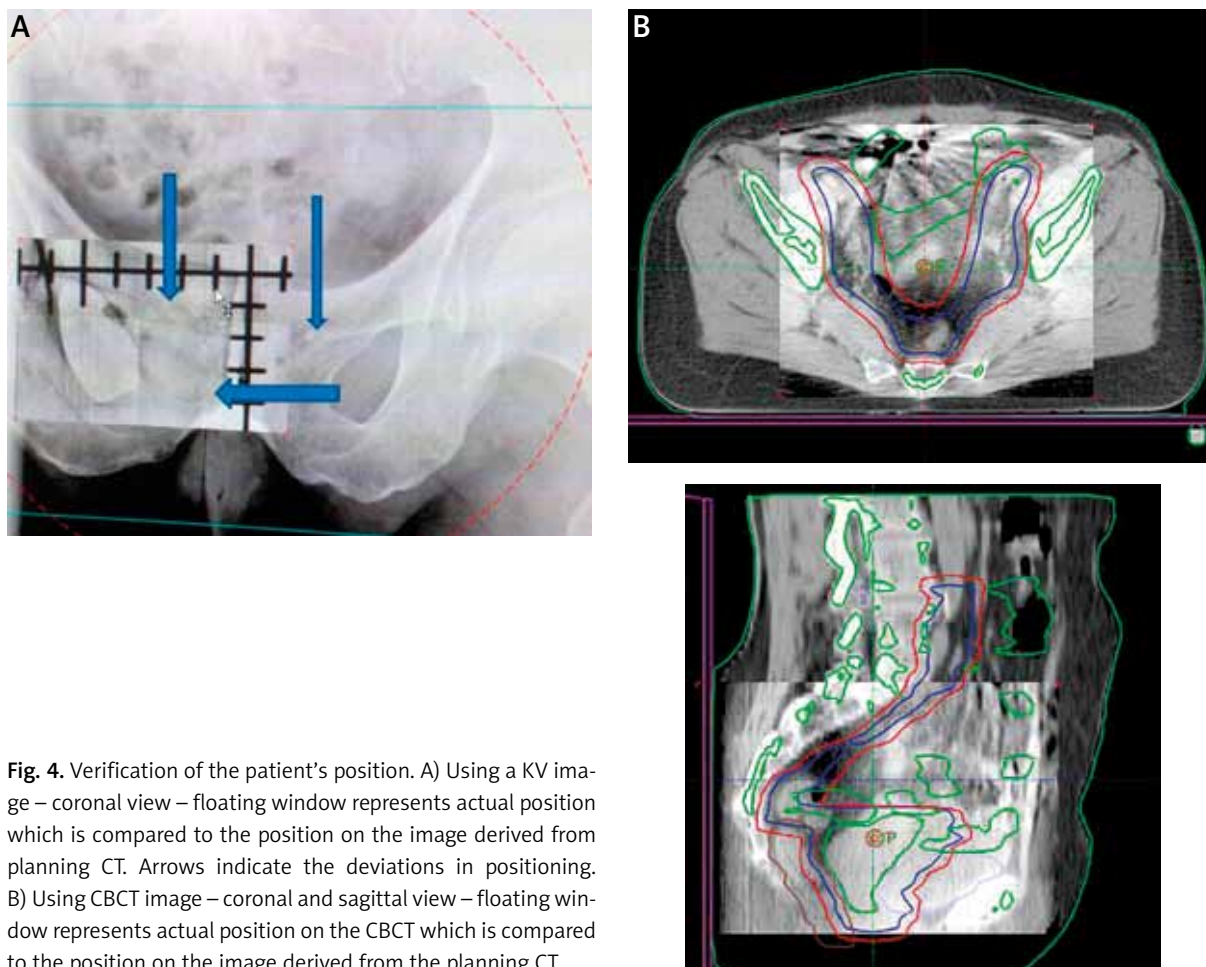 A
B
P
P
Fig. 4. Verification of the patient's position. A) Using a KV ima-
ge – coronal view – floating window represents actual position
which is compared to the position on the image derived from
planning CT. Arrows indicate the deviations in positioning.
B) Using CBCT image – coronal and sagittal view – floating win-
dow represents actual position on the CBCT which is compared
to the position on the image derived from the planning CT